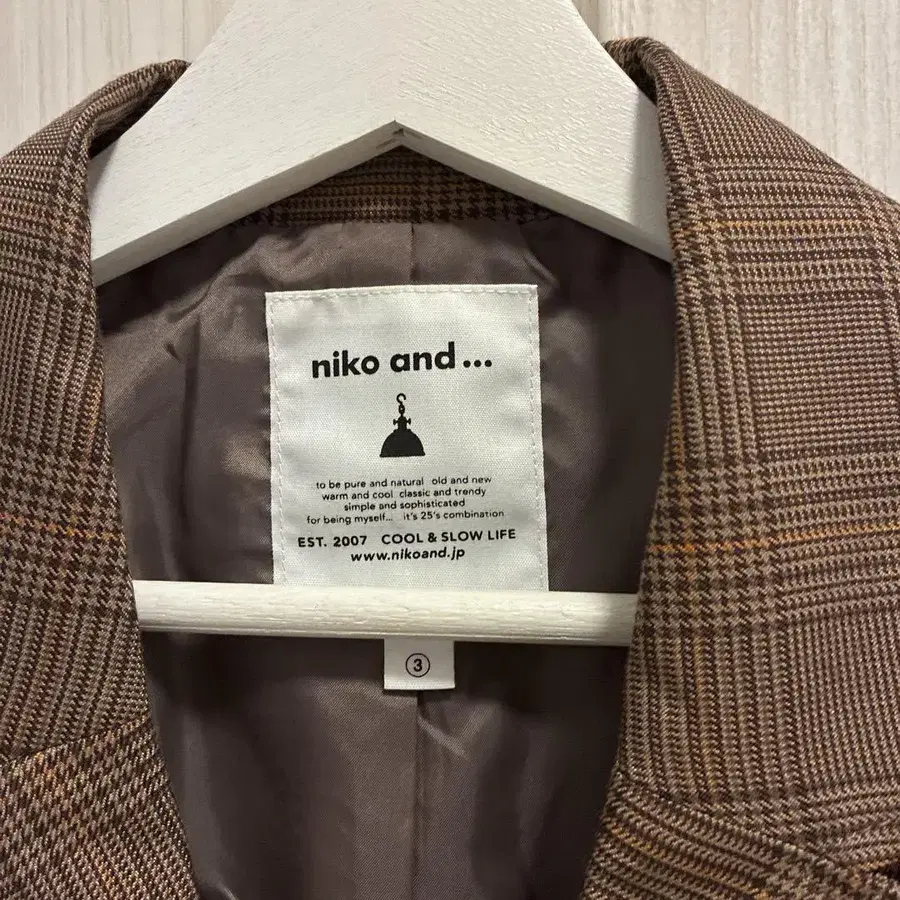 niko and ...
to be pure and natural old and new
warm and cool classic and trendy
simple and sophisticated
for being myself... it's 25's combination
EST. 2007 COOL & SLOW LIFE
www.nikoand.jp
③